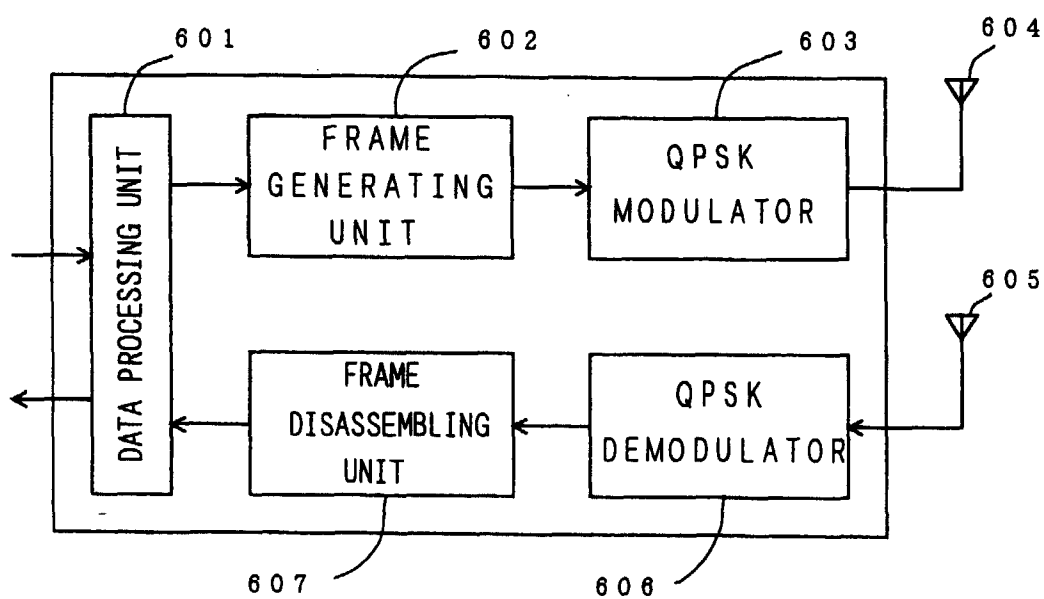 601
602
603
604
DATA PROCESSING UNIT
FRAME
GENERATING
UNIT
QPSK
MODULATOR
605
FRAME
DISASSEMBLING
UNIT
QPSK
DEMODULATOR
607
606